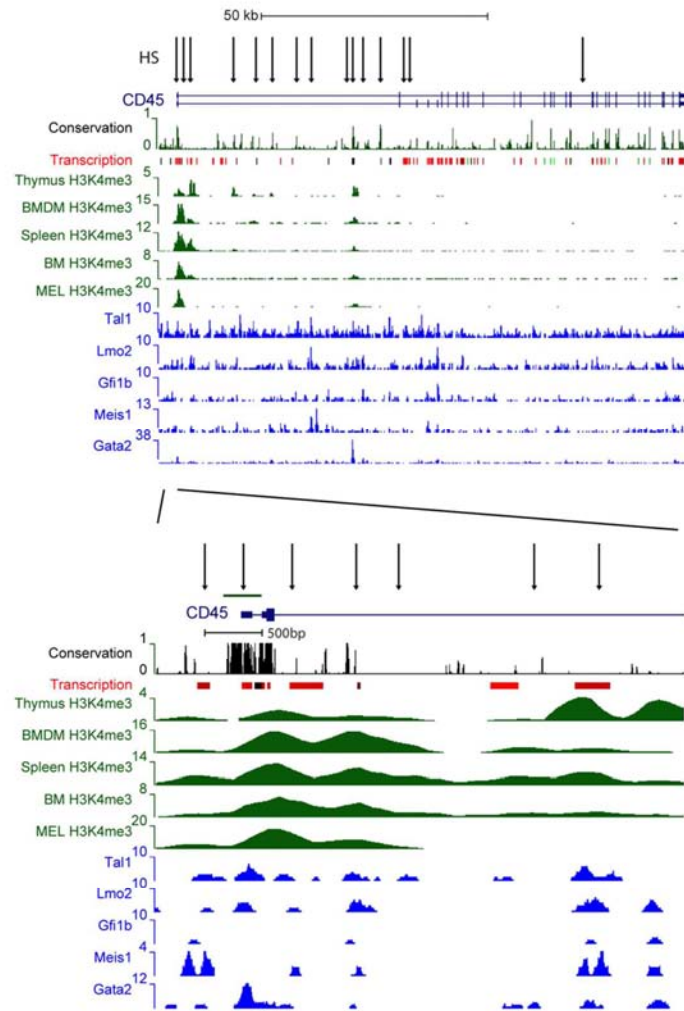 50 kb
HS
CD45
1
Conservation
0
Transcription
5
Thymus H3K4me3
15
BMDM H3K4me3
12
Spleen H3K4me3
8
BM H3K4me3
20
MEL H3K4me3
10
Tal1
10
Lmo2
10
Gfi1b
13
Meis1
38
Gata2
CD45
500bp
1
Conservation
0
Transcription
4
Thymus H3K4me3
16
BMDM H3K4me3
14
Spleen H3K4me3
8
BM H3K4me3
20
MEL H3K4me3
10
Tal1
10
Lmo2
10
Gfi1b
4
Meis1
12
Gata2